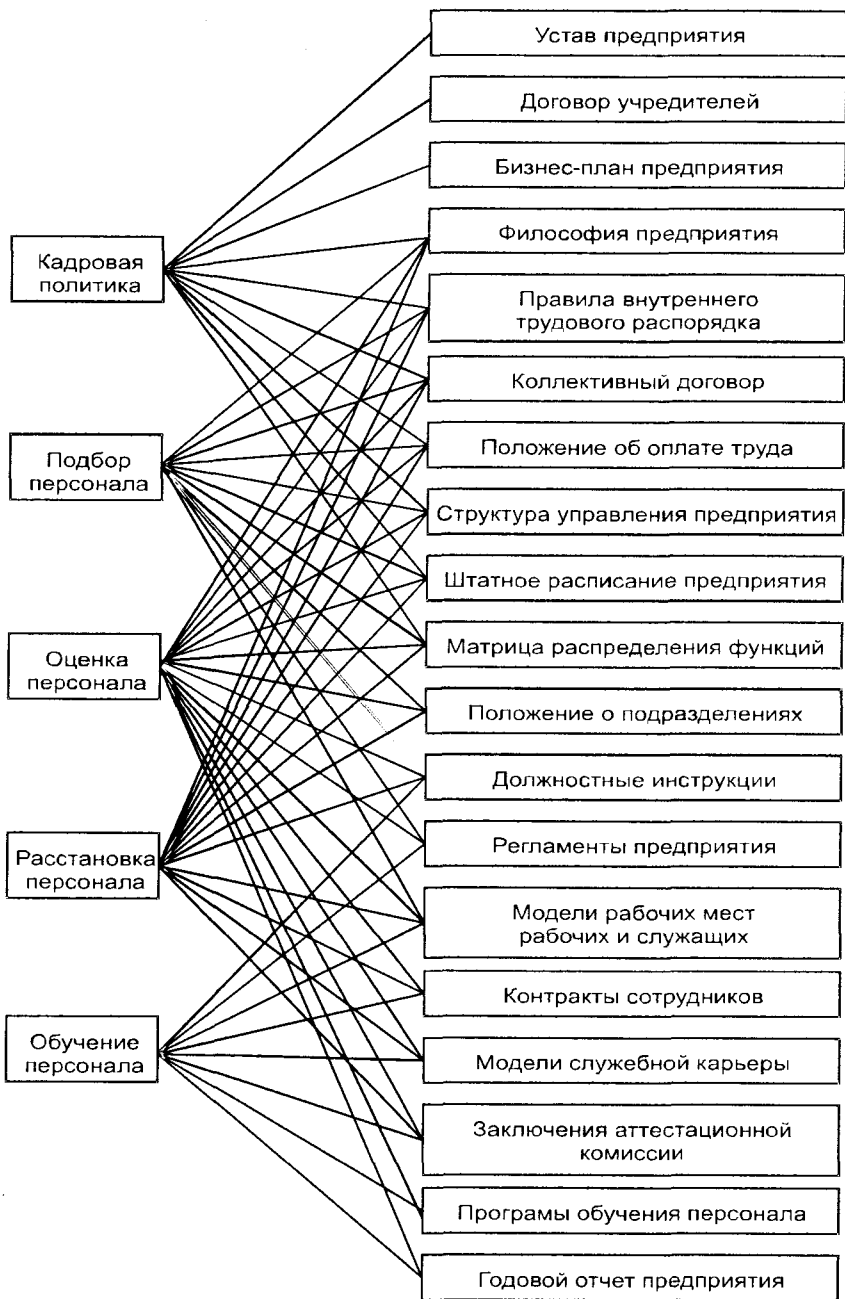 Кадровая
политика
Подбор
персонала
Оценка
персонала
Расстановка
персонала
Обучение
персонала
Устав предприятия
Договор учредителей
Бизнес-план предприятия
Философия предприятия
Правила внутреннего
трудового распорядка
Коллективный договор
Положение об оплате труда
Структура управления предприятия
Штатное расписание предприятия
Матрица распределения функций
Положение о подразделениях
Должностные инструкции
Регламенты предприятия
Модели рабочих мест
рабочих и служащих
Контракты сотрудников
Модели служебной карьеры
Заключения аттестационной
комиссии
Програмы обучения персонала
Годовой отчет предприятия